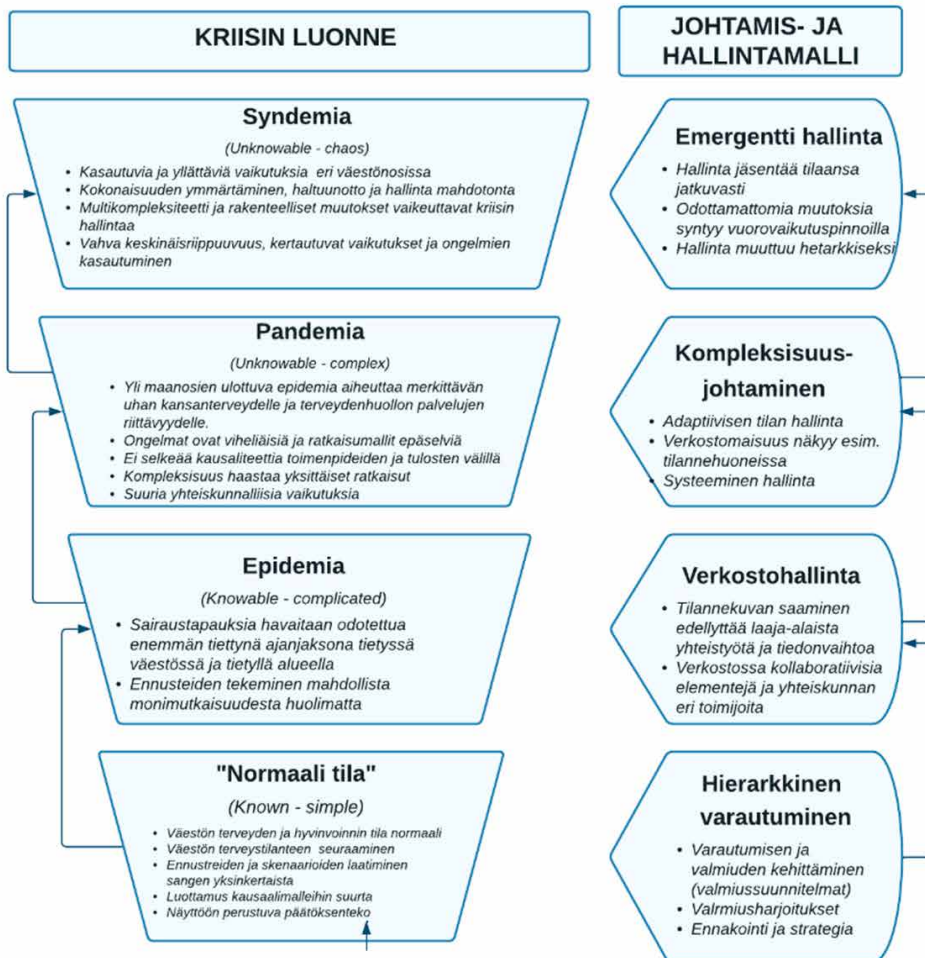 KRIISIN LUONNE
JOHTAMIS- JA
HALLINTAMALLI
Syndemia
(Unknowable - chaos)
• Kasautuvia ja yllättäviä vaikutuksia eri väestönosissa
• Kokonaisuuden ymmärtäminen, haltuunotto ja hallinta mahdotonta
• Multikompleksiteetti ja rakenteelliset muutokset vaikeuttavat kriisin
hallintaa
• Vahva keskinäisriippuvuus, kertautuvat vaikutukset ja ongelmien
kasautuminen
Emergentti hallinta
• Hallinta jäsentää tilaansa
jatkuvasti
• Odottamattomia muutoksia
syntyy vuorovaikutuspinnoilla
• Hallinta muuttuu hetarkkiseksi
Pandemia
(Unknowable - complex)
• Yli maanosien ulottuva epidemia aiheuttaa merkittävän
uhan kansanterveydelle ja terveydenhuollon palvelujen
riittävyydelle.
• Ongelmat ovat viheliäisiä ja ratkaisumallit epäselviä
• Ei selkeää kausaliteettia toimenpideiden ja tulosten välillä
• Kompleksisuus haastaa yksittäiset ratkaisut
• Suuria yhteiskunnalliisia vaikutuksia
Kompleksisuus-
johtaminen
• Adaptiivisen tilan hallinta
• Verkostomaisuus näkyy esim.
tilannehuoneissa
• Systeeminen hallinta
Epidemia
(Knowable - complicated)
• Sairaustapauksia havaitaan odotettua
enemmän tiettynä ajanjaksona tietyssä
väestössä ja tietyllä alueella
• Ennusteiden tekeminen mahdollista
monimutkaisuudesta huolimatta
Verkostohallinta
• Tilannekuvan saaminen
edellyttää laaja-alaista
yhteistyötä ja tiedonvaihtoa
• Verkostossa kollaboratiivisia
elementejä ja yhteiskunnan
eri toimijoita
"Normaali tila"
(Known - simple)
• Väestön terveyden ja hyvinvoinnin tila normaali
• Väestön terveystilanteen seuraaminen
• Ennustreiden ja skenaarioiden laatiminen
sangen yksinkertaista
• Luottamus kausaalimalleihin suurta
• Näyttöön perustuva päätöksenteko
Hierarkkinen
varautuminen
• Varautumisen ja
valmiuden kehittäminen
(valmiussuunnitelmat)
• Valrmiusharjoitukset
• Ennakointi ja strategia